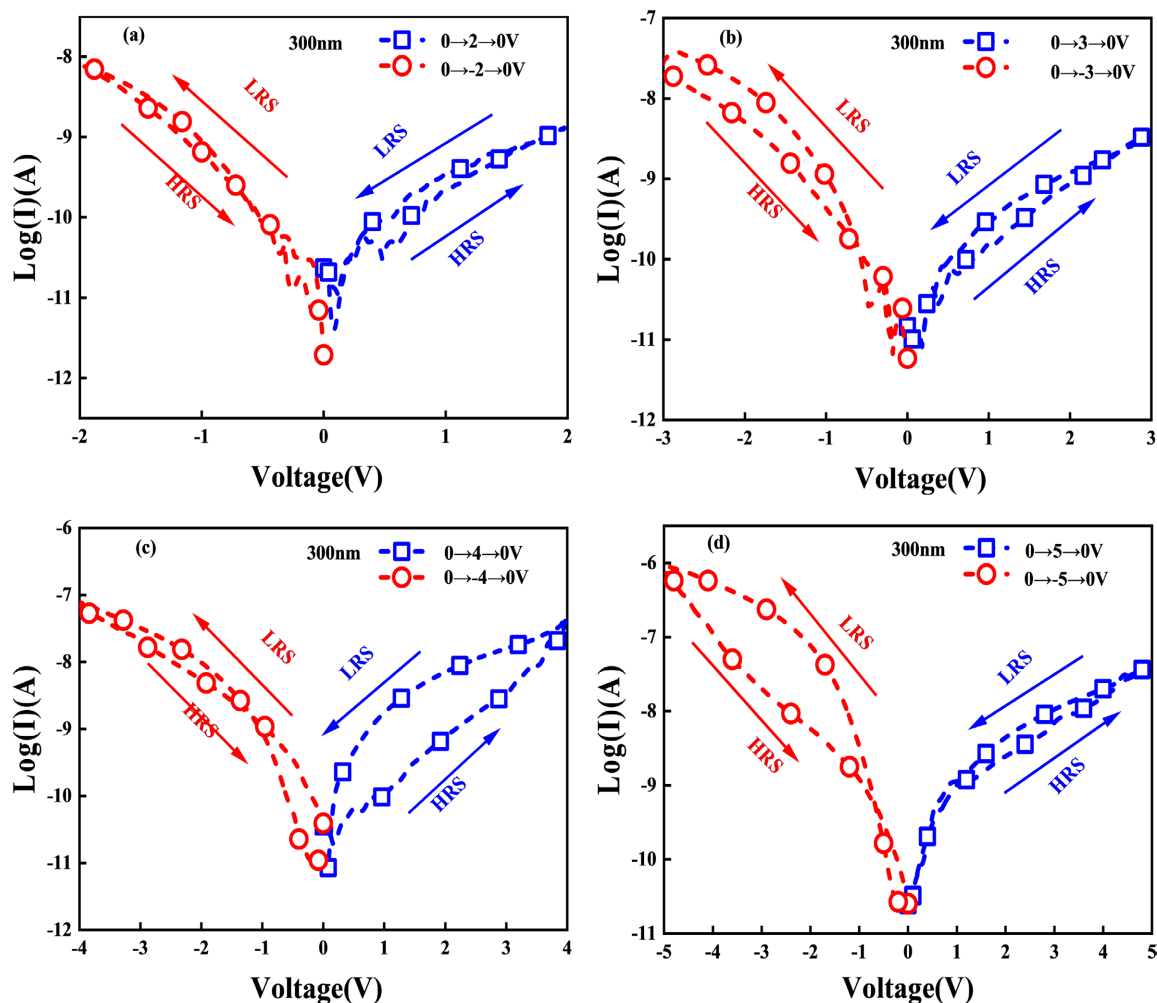 (a)
300nm
0→2→0V
0→-2→0V
LRS
HRS
LRS
HRS
Log(I)(A)
-8
-9
-10
-11
-12
-2
-1
0
1
2
Voltage(V)
(b)
300nm
0→3→0V
0→-3→0V
LRS
HRS
LRS
HRS
Log(I)(A)
-7
-8
-9
-10
-11
-12
-3
-2
-1
0
1
2
3
Voltage(V)
(c)
300nm
0→4→0V
0→-4→0V
LRS
HRS
LRS
HRS
Log(I)(A)
-6
-7
-8
-9
-10
-11
-12
-4
-3
-2
-1
0
1
2
3
4
Voltage(V)
(d)
300nm
0→5→0V
0→-5→0V
LRS
HRS
LRS
HRS
Log(I)(A)
-6
-7
-8
-9
-10
-11
-5
-4
-3
-2
-1
0
1
2
3
4
5
Voltage(V)